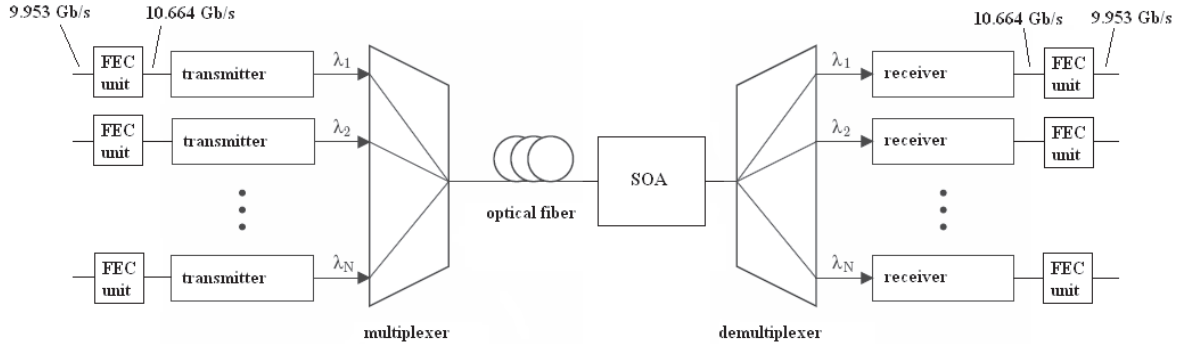 9.953 Gb/s
10.664 Gb/s
10.664 Gb/s
9.953 Gb/s
FEC
unit
transmitter
λ1
λ1
receiver
FEC
unit
FEC
unit
transmitter
λ2
λ2
receiver
FEC
unit
SOA
optical fiber
FEC
unit
transmitter
λN
λN
receiver
FEC
unit
multiplexer
demultiplexer